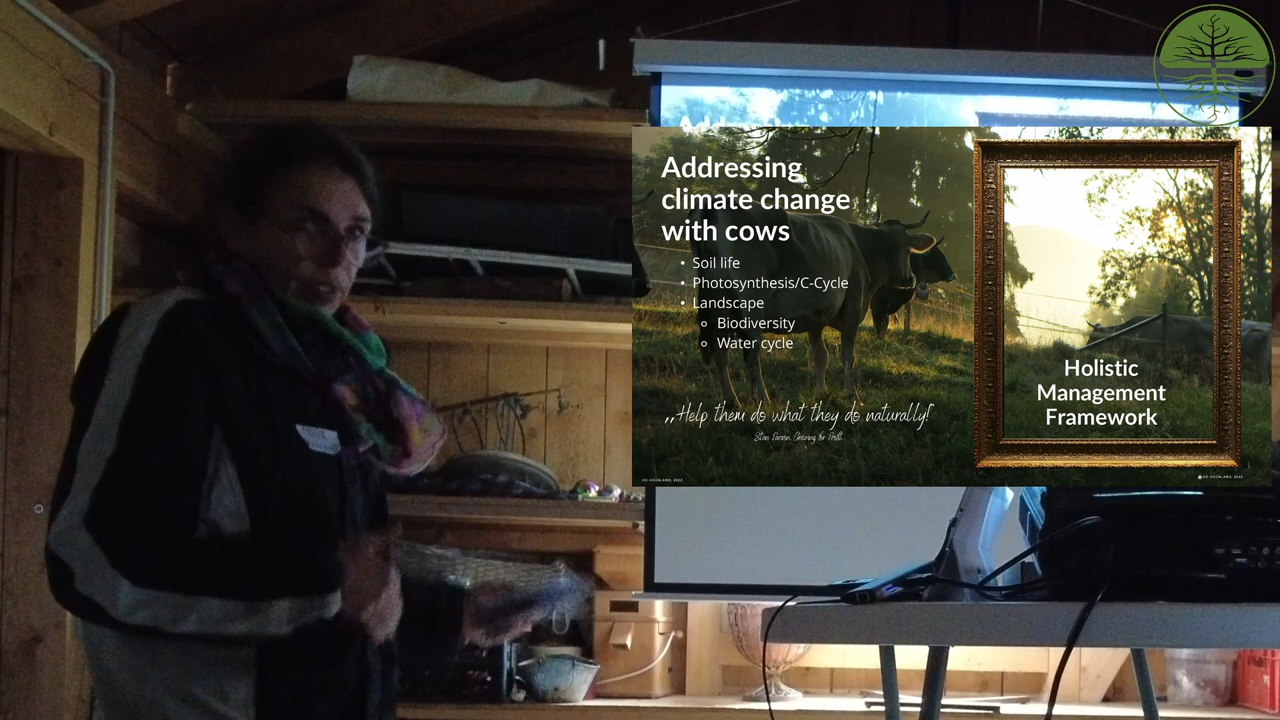 Addressing
climate change
with cows
• Soil life
• Photosynthesis/C-Cycle
• Landscape
Biodiversity
Water cycle
„Help them do what they do naturally!"
Holistic
Management
Framework